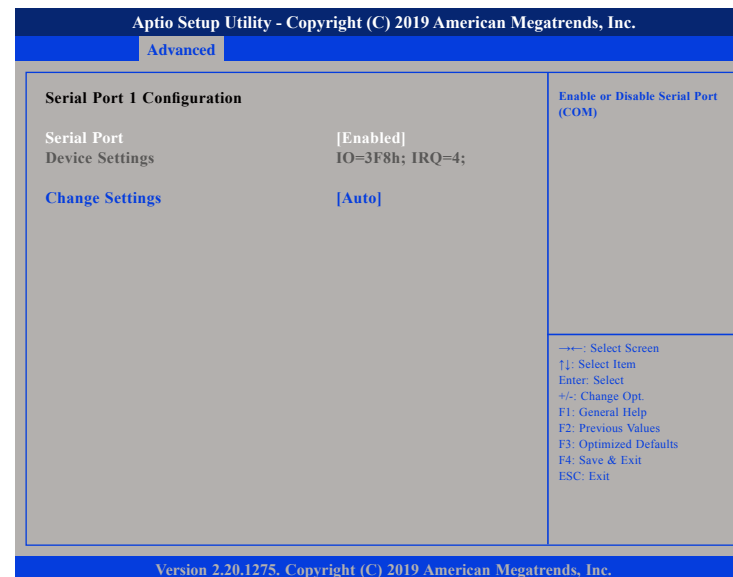 Aptio Setup Utility - Copyright (C) 2019 American Megatrends, Inc.
Advanced
Serial Port 1 Configuration
Serial Port [Enabled]
Device Settings IO=3F8h; IRQ=4;
Change Settings [Auto]
Enable or Disable Serial Port
(COM)
→←: Select Screen
↑↓: Select Item
Enter: Select
+/-: Change Opt.
F1: General Help
F2: Previous Values
F3: Optimized Defaults
F4: Save & Exit
ESC: Exit
Version 2.20.1275. Copyright (C) 2019 American Megatrends, Inc.